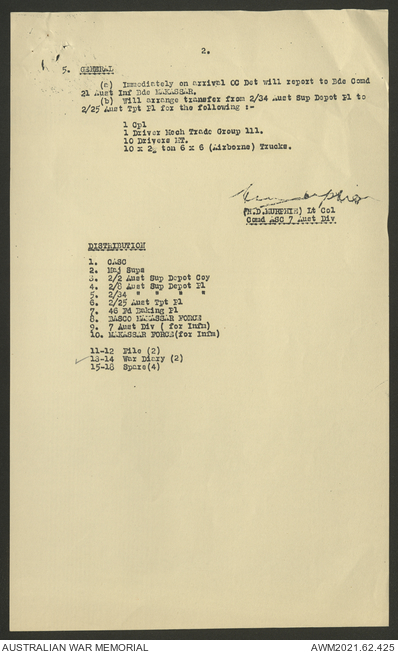 2.
5. GENERAL
(a) Immediately on arrival OC Det will report to Bde Comd
21 Aust Inf Bde MAKASSAR.
(b) Will arrange transfer from 2/34 Aust Sup Depot Pl to
2/25 Aust Tpt Pl for the following :-
1 Cpl
1 Driver Mech Trade Group 111.
10 Drivers MT.
10 x 2½ ton 6 x 6 (Airborne) Trucks.
MURPHIE) Lt Col
Comd ASC 7 Aust Div
DISTRIBUTION
1. CASC
2. Maj Sups
3. 2/2 Aust Sup Depot Coy
4. 2/8 Aust Sup Depot Pl
5. 2/34 " " " "
6. 2/25 Aust Tpt Pl
7. 46 Fd Baking Pl
8. DASCO MAKASSAR FORCE
9. 7 Aust Div ( for Infm)
10. MAKASSAR FORCE(for Infm)
11-12 File (2)
13-14 War Diary (2)
15-18 Spare(4)
AUSTRALIAN WAR MEMORIAL
AWM2021.62.425